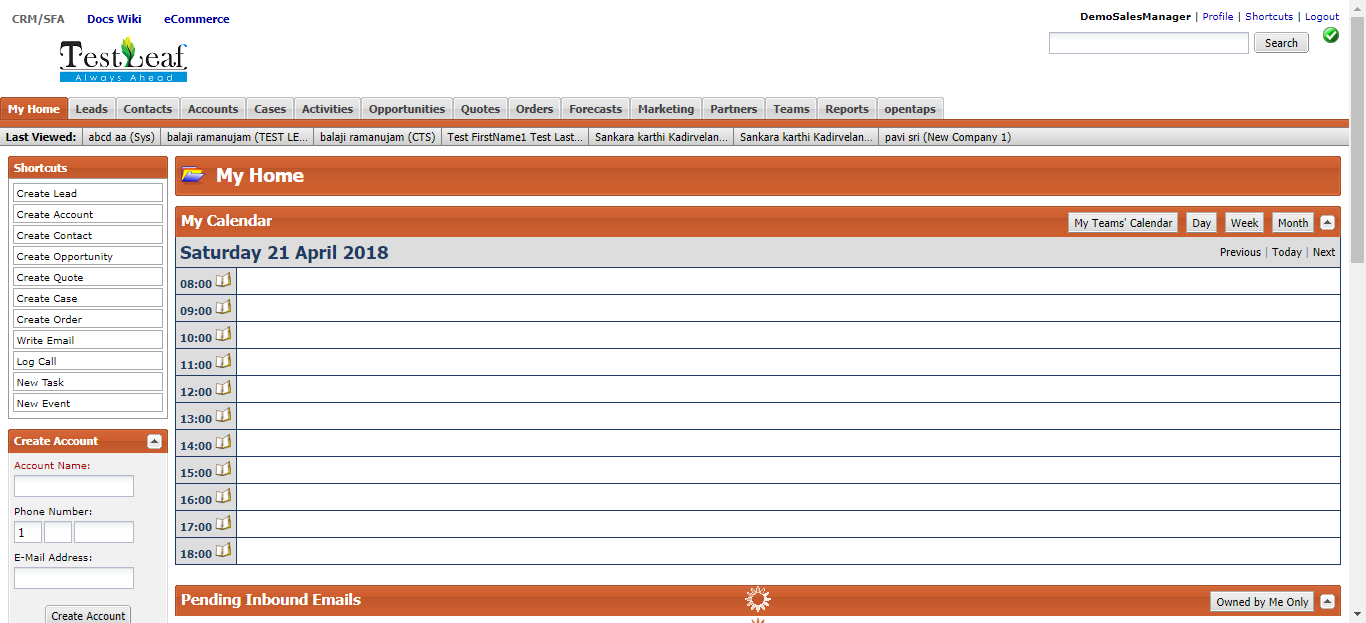 CRM/SFA Docs Wiki eCommerce
DemoSalesManager | Profile | Shortcuts | Logout
Search
TestLeaf
Always Ahead
My Home Leads Contacts Accounts Cases Activities Opportunities Quotes Orders Forecasts Marketing Partners Teams Reports opentaps
Last Viewed: abcd aa (Sys) balaji ramanujam (TEST LE... balaji ramanujam (CTS) Test FirstName1 Test Last... Sankara karthi Kadirvelan... Sankara karthi Kadirvelan... pavi sri (New Company 1)
Shortcuts
Create Lead
Create Account
Create Contact
Create Opportunity
Create Quote
Create Case
Create Order
Write Email
Log Call
New Task
New Event
Create Account
Account Name:
Phone Number:
1
E-Mail Address:
Create Account
My Home
My Calendar My Teams' Calendar Day Week Month
Saturday 21 April 2018 Previous | Today | Next
08:00
09:00
10:00
11:00
12:00
13:00
14:00
15:00
16:00
17:00
18:00
Pending Inbound Emails Owned by Me Only